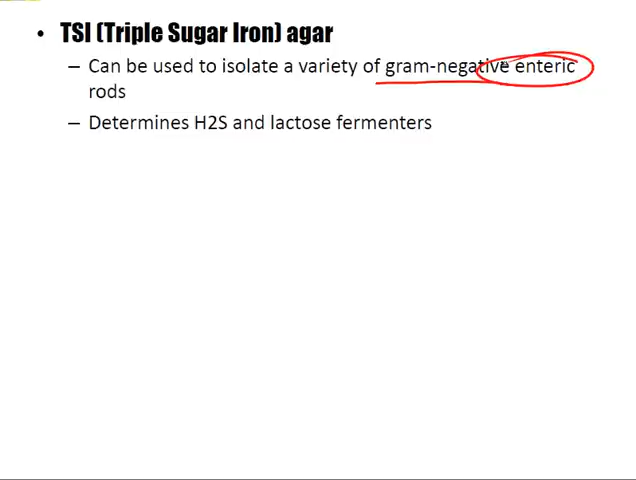 • TSI (Triple Sugar Iron) agar
– Can be used to isolate a variety of gram-negative enteric
rods
– Determines H2S and lactose fermenters